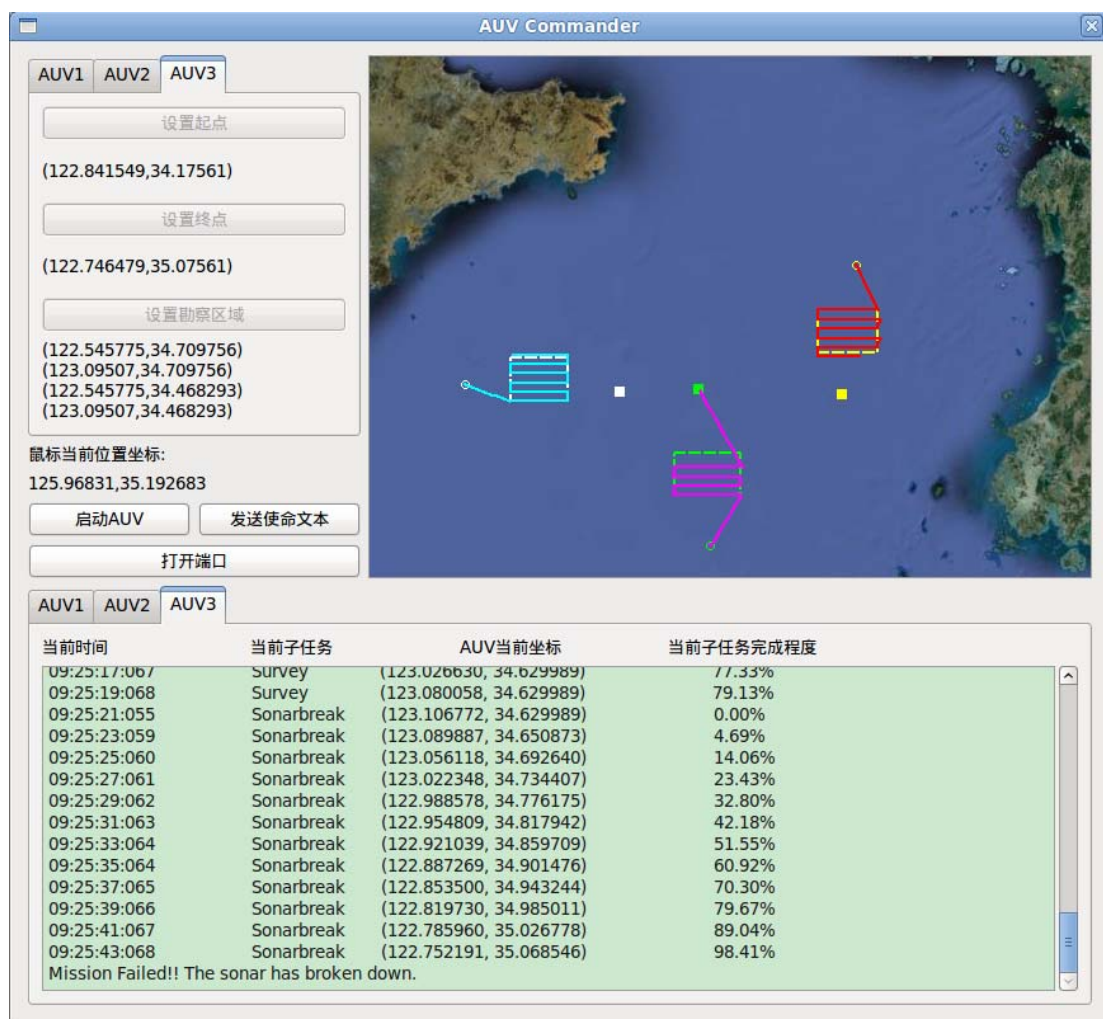 AUV Commander
AUV1 AUV2 AUV3
设置起点
(122.841549,34.17561)
设置终点
(122.746479,35.07561)
设置勘察区域
(122.545775,34.709756)
(123.09507,34.709756)
(122.545775,34.468293)
(123.09507,34.468293)
鼠标当前位置坐标:
125.96831,35.192683
启动AUV 发送使命文本
打开端口
AUV1 AUV2 AUV3
当前时间 当前子任务 AUV当前坐标 当前子任务完成程度
09:25:17:067 Survey (123.026630, 34.629989) 77.33%
09:25:19:068 Survey (123.080058, 34.629989) 79.13%
09:25:21:055 Sonarbreak (123.106772, 34.629989) 0.00%
09:25:23:059 Sonarbreak (123.089887, 34.650873) 4.69%
09:25:25:060 Sonarbreak (123.056118, 34.692640) 14.06%
09:25:27:061 Sonarbreak (123.022348, 34.734407) 23.43%
09:25:29:062 Sonarbreak (122.988578, 34.776175) 32.80%
09:25:31:063 Sonarbreak (122.954809, 34.817942) 42.18%
09:25:33:064 Sonarbreak (122.921039, 34.859709) 51.55%
09:25:35:064 Sonarbreak (122.887269, 34.901476) 60.92%
09:25:37:065 Sonarbreak (122.853500, 34.943244) 70.30%
09:25:39:066 Sonarbreak (122.819730, 34.985011) 79.67%
09:25:41:067 Sonarbreak (122.785960, 35.026778) 89.04%
09:25:43:068 Sonarbreak (122.752191, 35.068546) 98.41%
Mission Failed!! The sonar has broken down.